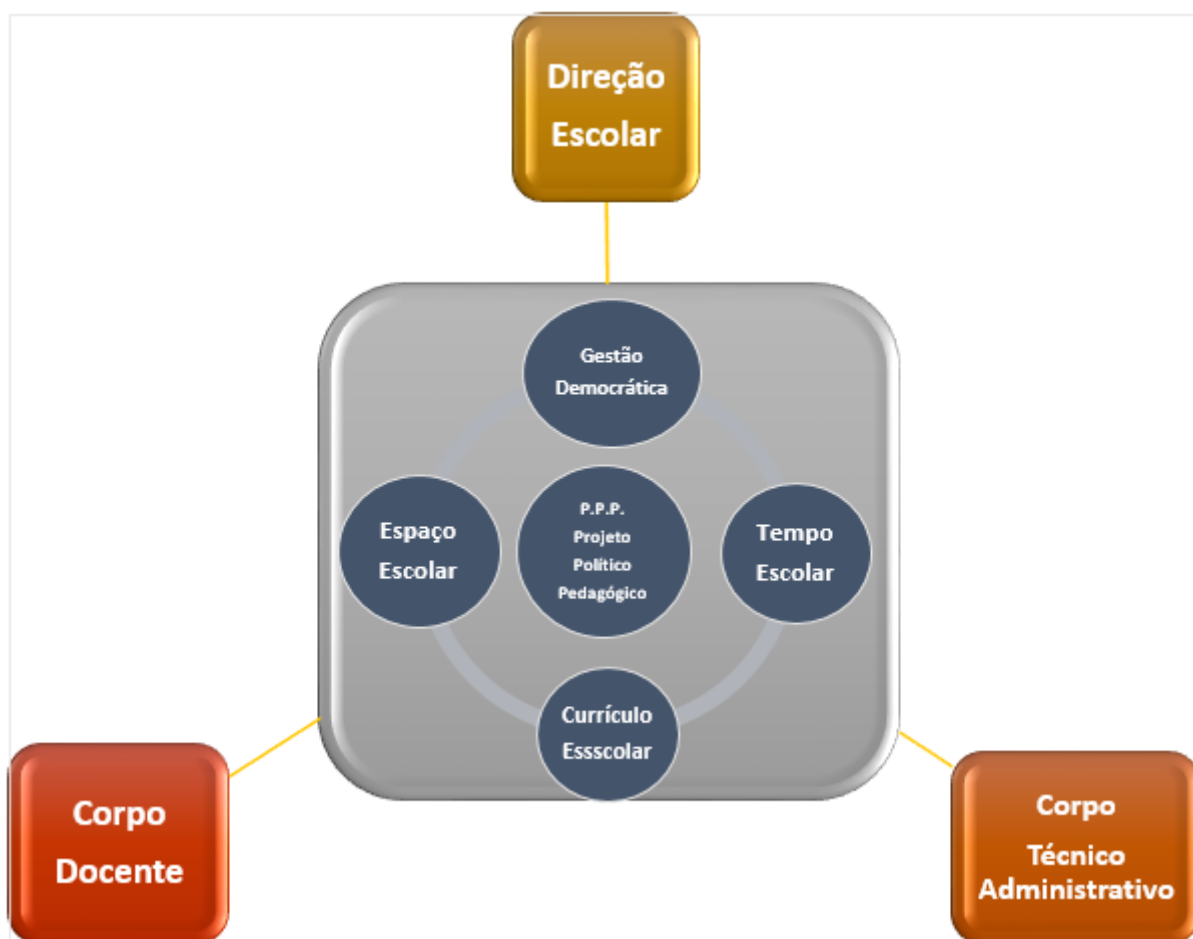 Direção
Escolar
Gestão
Democrática
Espaço
Escolar
P.P.P.
Projeto
Político
Pedagógico
Tempo
Escolar
Currículo
Essscolar
Corpo
Docente
Corpo
Técnico
Administrativo